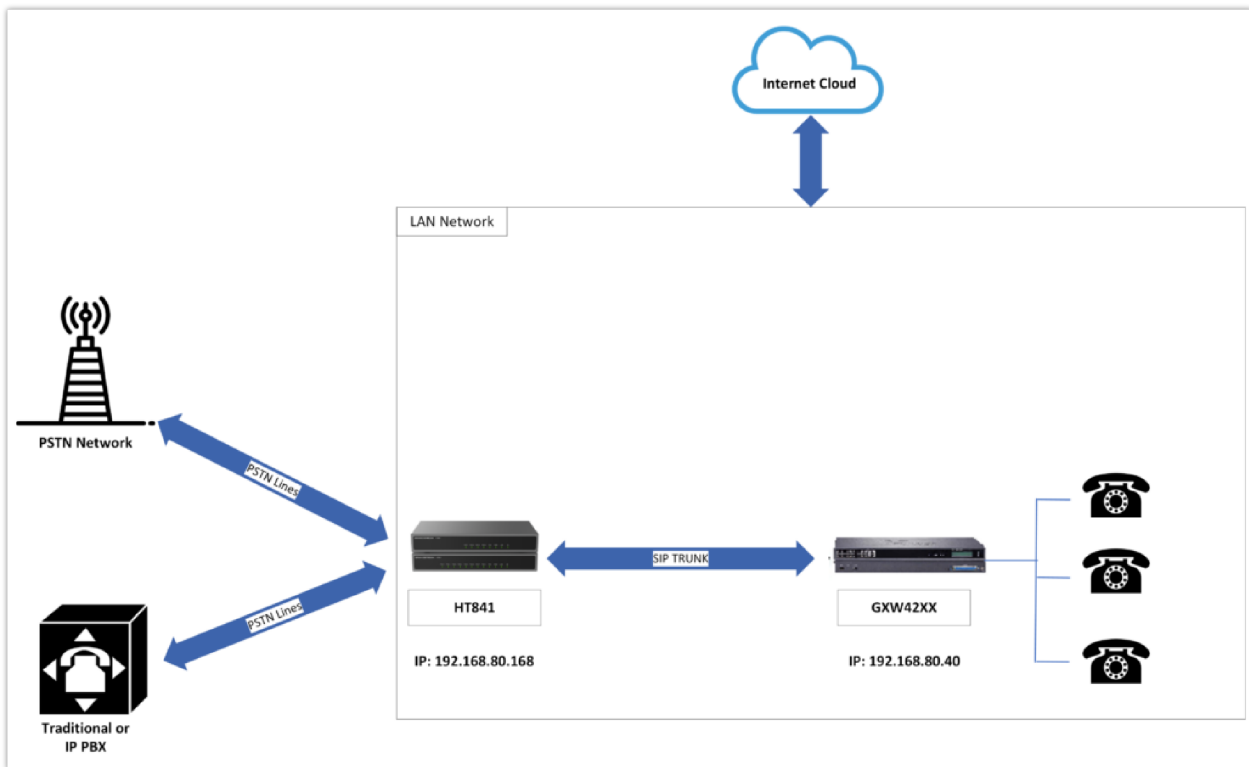 Internet Cloud
LAN Network
PSTN Network
PSTN Lines
PSTN Lines
SIP TRUNK
HT841
GXW42XX
IP: 192.168.80.168
IP: 192.168.80.40
Traditional or
IP PBX